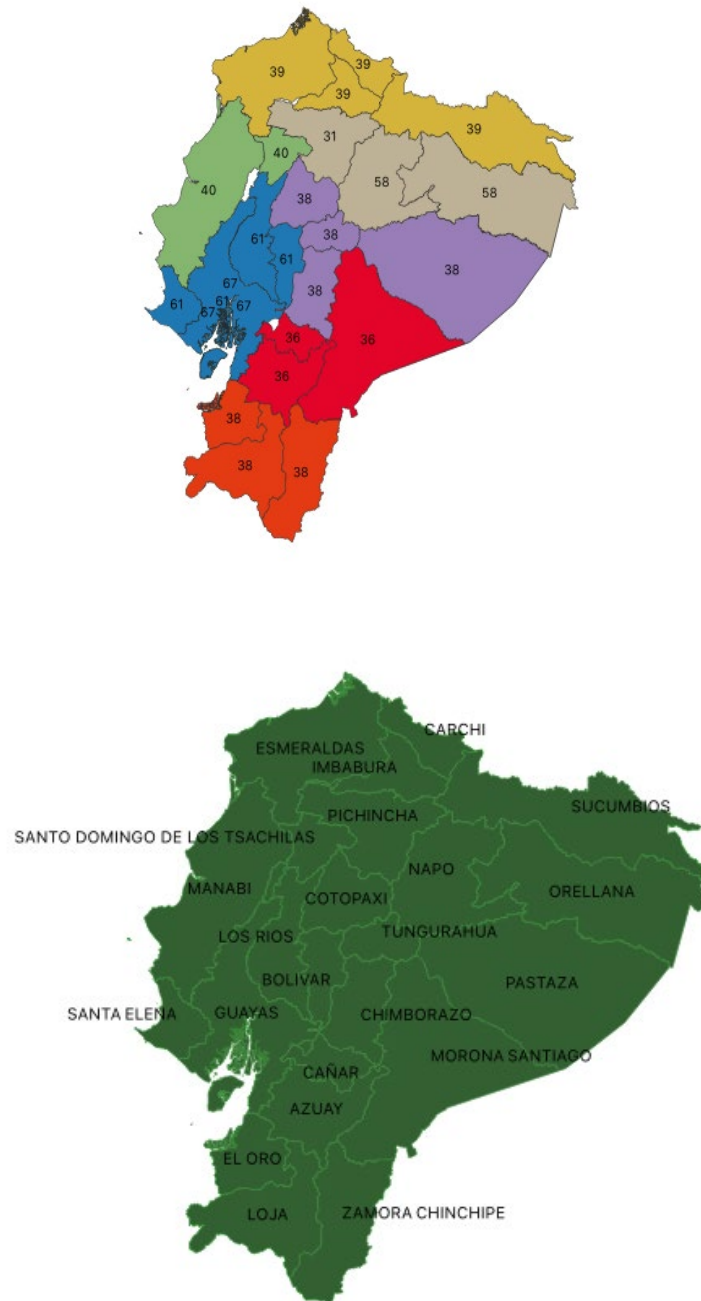 39
39
39
39
31
40
58
58
40
38
38
38
61
61
38
67
61
61
67
67
36
36
36
38
38
38
CARCHI
ESMERALDAS
IMBABURA
SUCUMBIOS
PICHINCHA
SANTO DOMINGO DE LOS TSACHILAS
NAPO
MANABI
COTOPAXI
ORELLANA
LOS RIOS
TUNGURAHUA
BOLIVAR
PASTAZA
SANTA ELENA
GUAYAS
CHIMBORAZO
MORONA SANTIAGO
CAÑAR
AZUAY
EL ORO
LOJA
ZAMORA CHINCHIPE